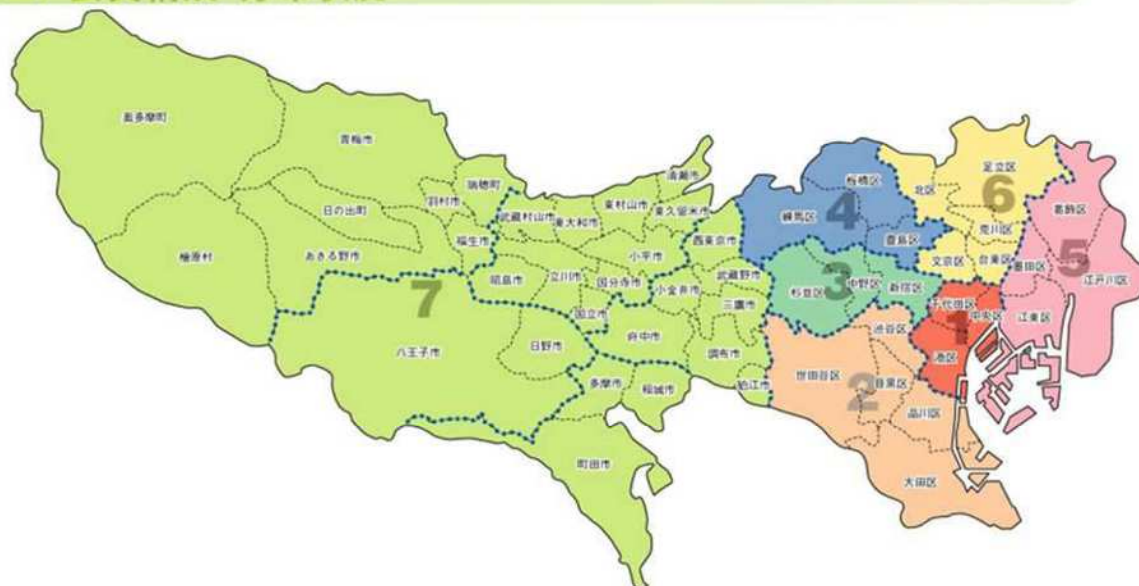 奥多摩町
青梅市
瑞穂町
羽村市
日の出町
福生市
あきる野市
檜原村
清瀬市
東村山市
東久留米市
武蔵村山市
東大和市
西東京市
小平市
昭島市
立川市
国分寺市
小金井市
武蔵野市
国立市
三鷹市
府中市
日野市
調布市
八王子市
7
多摩市
稲城市
狛江市
町田市
板橋区
練馬区
4
豊島区
北区
足立区
6
荒川区
文京区
台東区
葛飾区
5
墨田区
江戸川区
江東区
杉並区
3
中野区
新宿区
千代田区
中央区
1
港区
渋谷区
世田谷区
2
目黒区
品川区
大田区